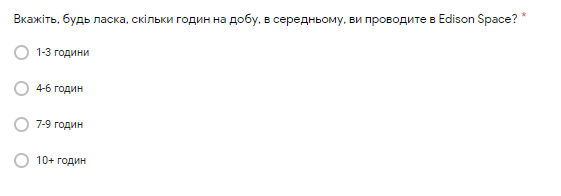 Вкажіть, будь ласка, скільки годин на добу, в середньому, ви проводите в Edison Space? *
1-3 години
4-6 годин
7-9 годин
10+ годин